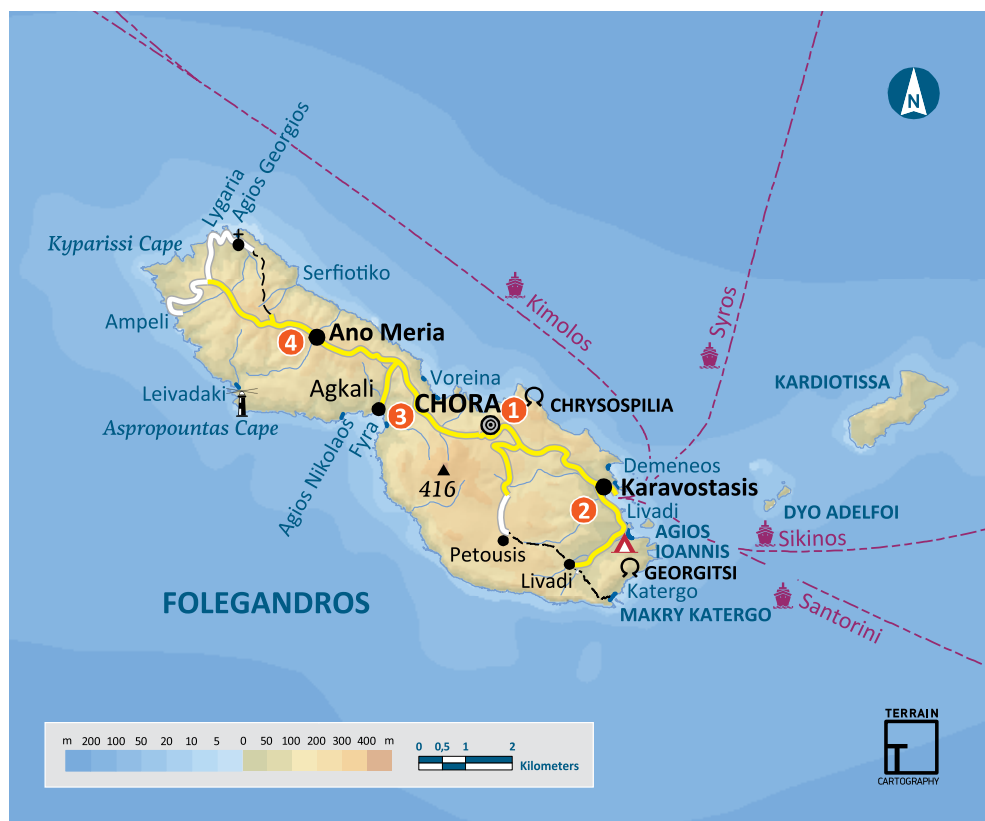 N
Lygaria
Agios Georgios
Kyparissi Cape
Serfiotiko
Kimolos
Syros
Ampeli
4
Ano Meria
Leivadaki
Agkali
Voreina
KARDIOTISSA
CHORA
1
CHRYSOSPILIA
3
Aspropountas Cape
Agios Nikolaos
Fyra
416
Demeneos
Karavostasis
2
Livadi
DYO ADELFOI
AGIOS
IOANNIS
Sikinos
Petousis
Livadi
GEORGITSI
Katergo
MAKRY KATERGO
Santorini
FOLEGANDROS
m 200 100 50 20 10 5 0 50 100 200 300 400 m
0 0,5 1 2
Kilometers
TERRAIN
T
CARTOGRAPHY